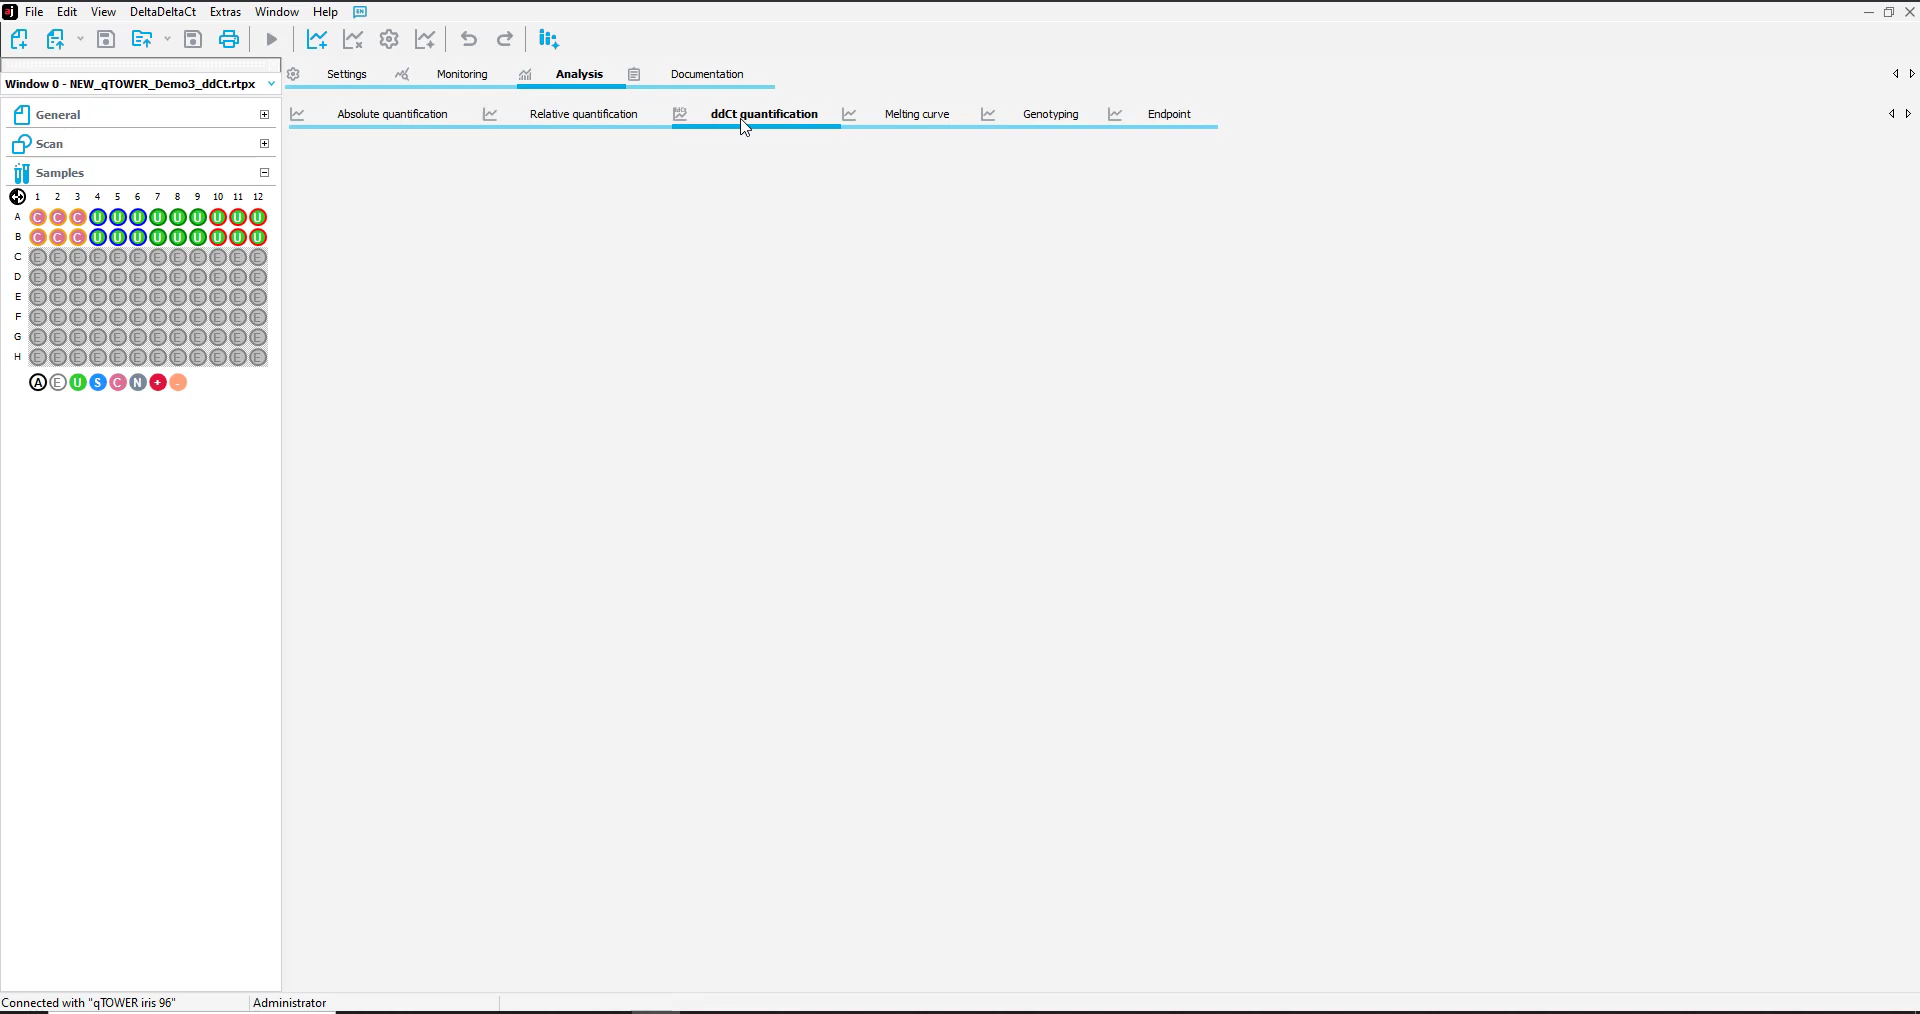 aj File Edit View DeltaDeltaCt Extras Window Help EN
Window 0 - NEW_qTOWER_Demo3_ddCt.rtpx
Settings Monitoring Analysis Documentation
General
Absolute quantification Relative quantification ddCt quantification Melting curve Genotyping Endpoint
Scan
Samples
1 2 3 4 5 6 7 8 9 10 11 12
A C C C U U U U U U U U U
B C C C U U U U U U U U U
C E E E E E E E E E E E E
D E E E E E E E E E E E E
E E E E E E E E E E E E E
F E E E E E E E E E E E E
G E E E E E E E E E E E E
H E E E E E E E E E E E E
A E U S C N + -
Connected with "qTOWER iris 96" Administrator